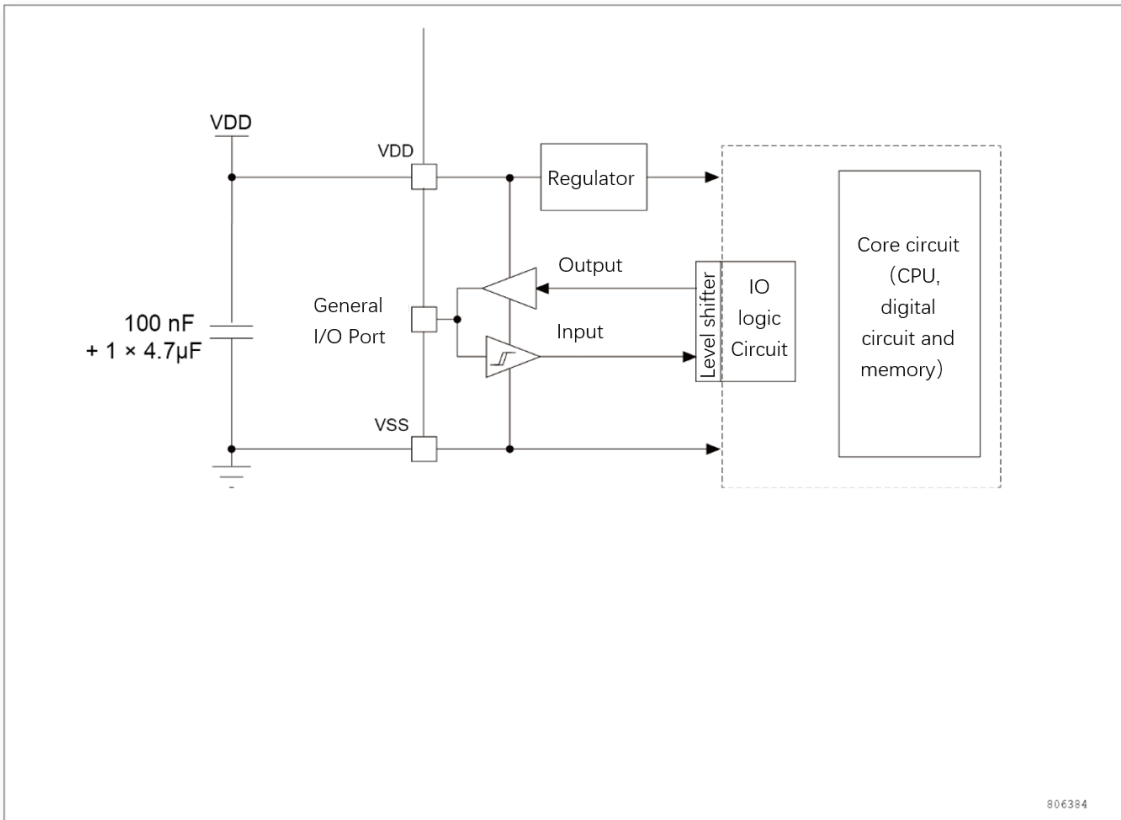 VDD
VDD
Regulator
Output
Level shifter
IO
logic
Circuit
Core circuit
（CPU,
digital
circuit and
memory）
General
I/O Port
100 nF
+ 1 × 4.7µF
Input
VSS
806384